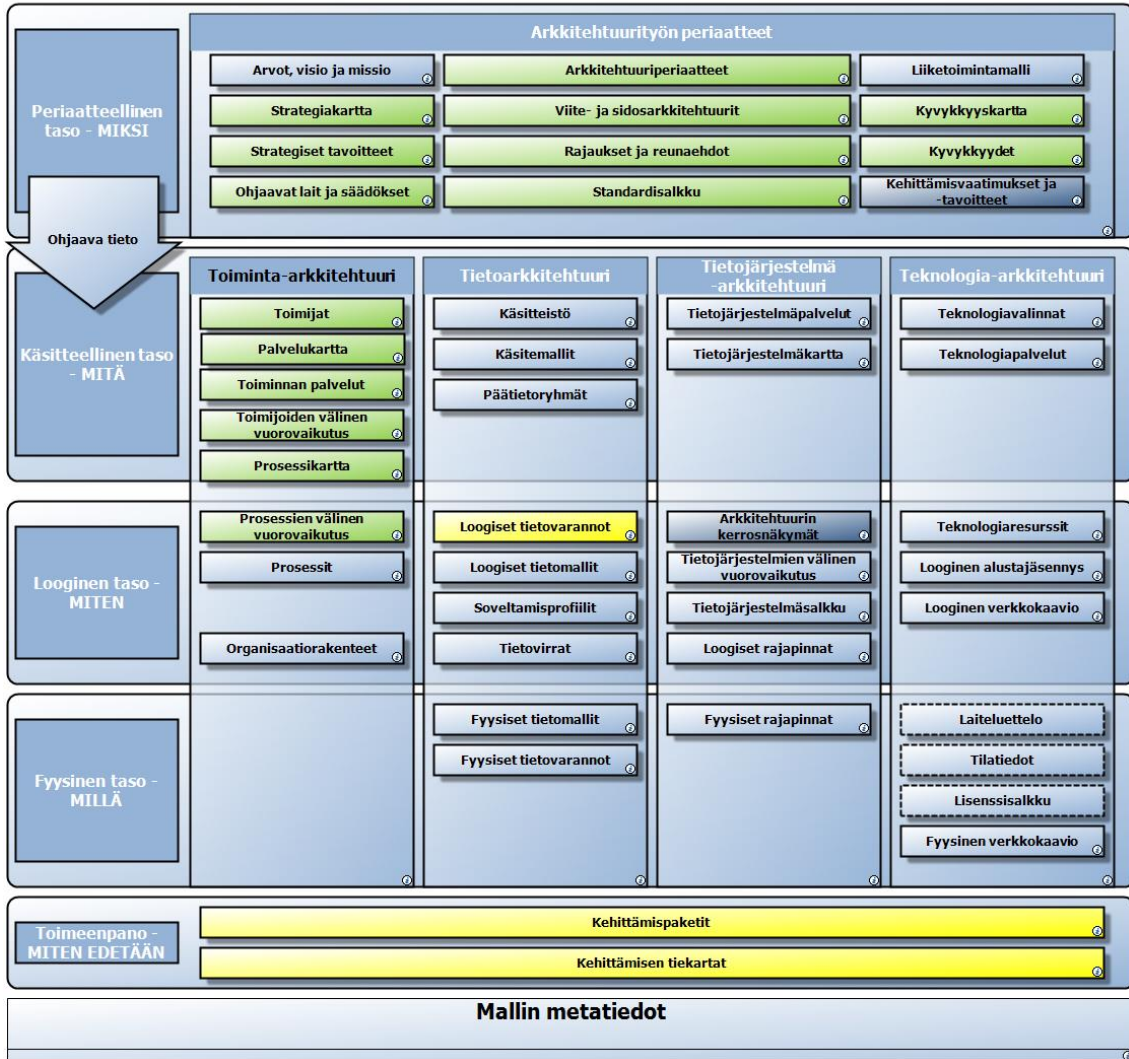 Arkkitehtuurityön periaatteet
Periaatteellinen
taso - MIKSI
Arvot, visio ja missio
Arkkitehtuuriperiaatteet
Liiketoimintamalli
Strategiakartta
Viite- ja sidosarkkitehtuurit
Kyvykkyyskartta
Strategiset tavoitteet
Rajaukset ja reunaehdot
Kyvykkyydet
Ohjaavat lait ja säädökset
Standardisalkku
Kehittämisvaatimukset ja
-tavoitteet
Ohjaava tieto
Käsitteellinen taso
- MITÄ
Toiminta-arkkitehtuuri
Toimijat
Palvelukartta
Toiminnan palvelut
Toimijoiden välinen
vuorovaikutus
Prosessikartta
Tietoarkkitehtuuri
Käsitteistö
Käsitemallit
Päätietoryhmät
Tietojärjestelmä
-arkkitehtuuri
Tietojärjestelmäpalvelut
Tietojärjestelmäkartta
Teknologia-arkkitehtuuri
Teknologiavalinnat
Teknologiapalvelut
Looginen taso -
MITEN
Prosessien välinen
vuorovaikutus
Prosessit
Organisaatiorakenteet
Loogiset tietovarannot
Loogiset tietomallit
Soveltamisprofiilit
Tietovirrat
Arkkitehtuurin
kerrosnäkymät
Tietojärjestelmien välinen
vuorovaikutus
Tietojärjestelmäsalkku
Loogiset rajapinnat
Teknologiaresurssit
Looginen alustajäsennys
Looginen verkkokaavio
Fyysinen taso -
MILLÄ
Fyysiset tietomallit
Fyysiset tietovarannot
Fyysiset rajapinnat
Laiteluettelo
Tilatiedot
Lisenssisalkku
Fyysinen verkkokaavio
Toimeenpano -
MITEN EDETÄÄN
Kehittämispaketit
Kehittämisen tiekartat
Mallin metatiedot